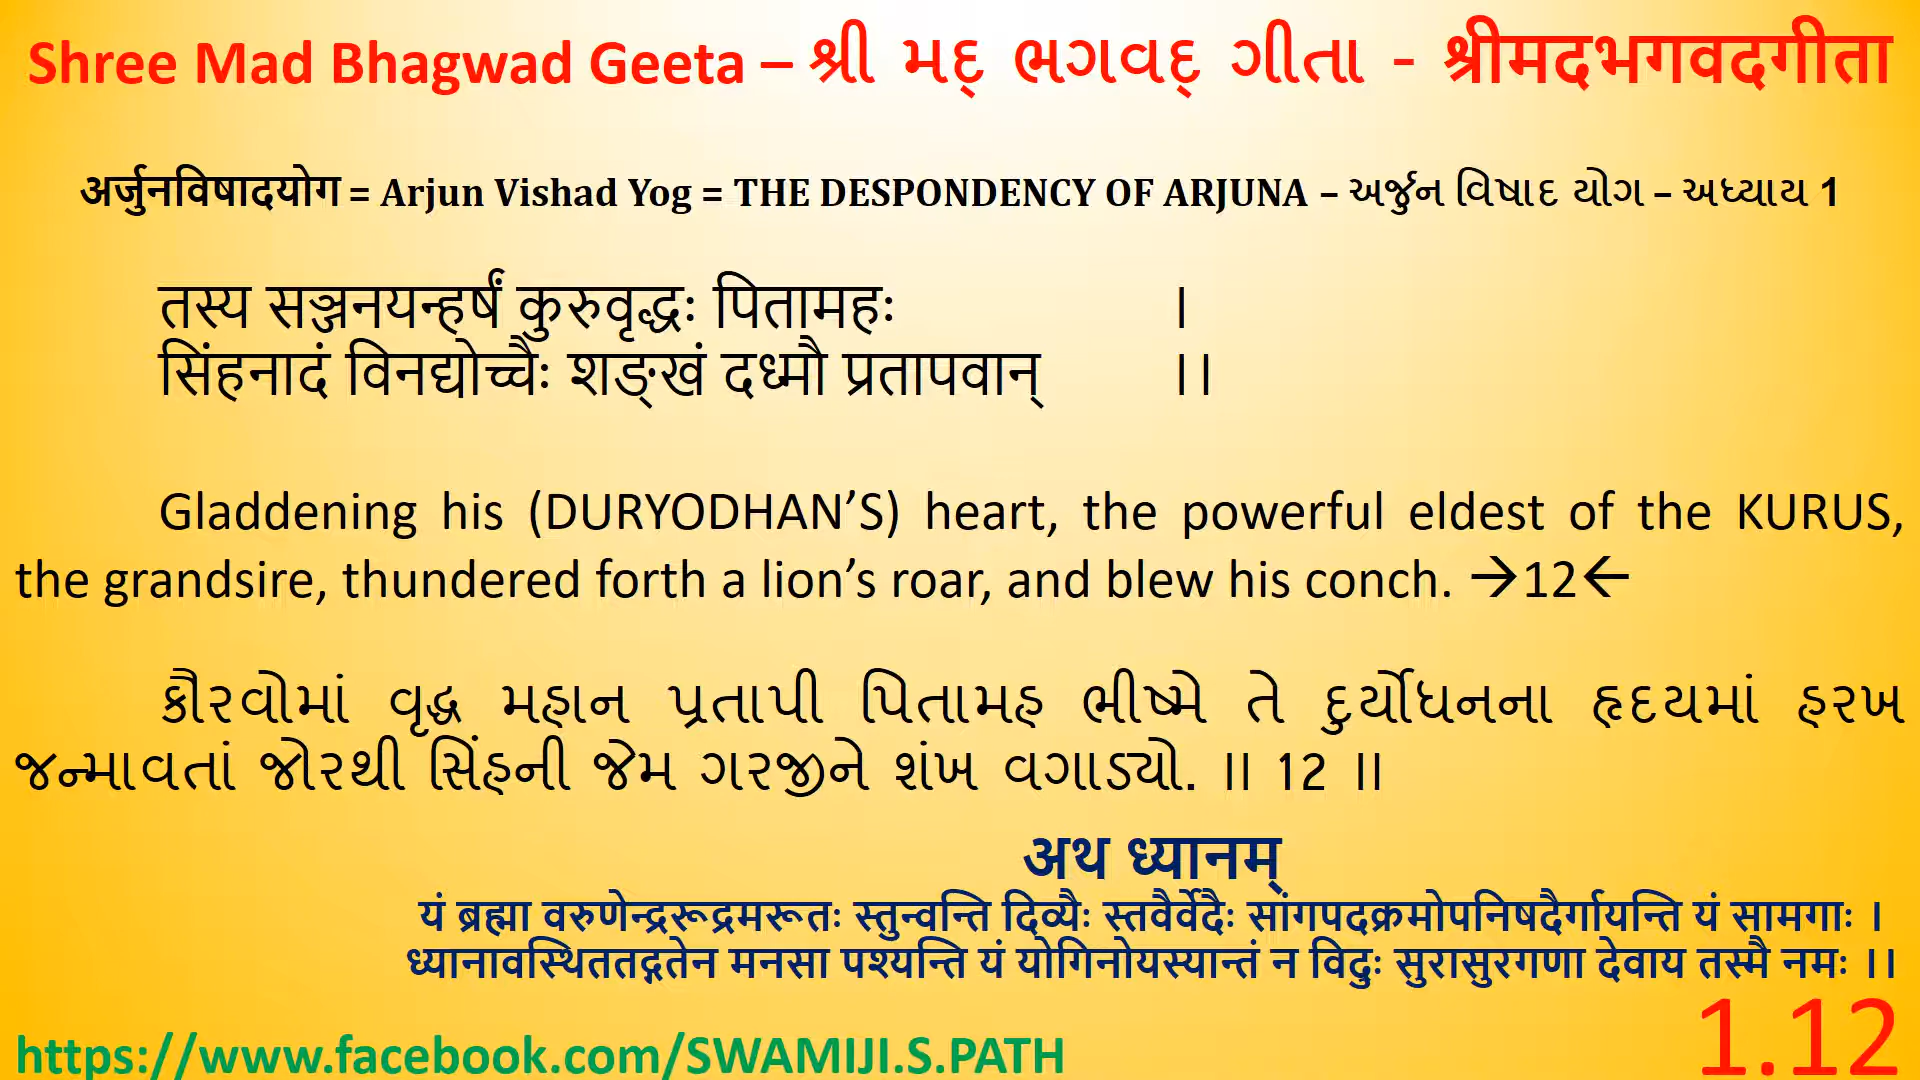 Shree Mad Bhagwad Geeta – શ્રી મદ્ ભગવદ્ ગીતા - श्रीमदभगवदगीता
अर्जुनविषादयोग = Arjun Vishad Yog = THE DESPONDENCY OF ARJUNA – અર્જુન વિષાદ યોગ – અધ્યાય 1
तस्य सञ्जनयन्हर्षं कुरुवृद्धः पितामहः ।
सिंहनादं विनद्योच्चैः शङ्खं दध्मौ प्रतापवान् ।।
Gladdening his (DURYODHAN’S) heart, the powerful eldest of the KURUS,
the grandsire, thundered forth a lion’s roar, and blew his conch. →12←
કૌરવોમાં વૃદ્ધ મહાન પ્રતાપી પિતામહ ભીષ્મે તે દુર્યોધનના હૃદયમાં હરખ
જન્માવતાં જોરથી સિંહની જેમ ગરજીને શંખ વગાડ્યો. ।। 12 ।।
अथ ध्यानम्
यं ब्रह्मा वरुणेन्द्ररूद्रमरूतः स्तुन्वन्ति दिव्यैः स्तवैर्वेदैः सांगपदक्रमोपनिषदैर्गायन्ति यं सामगाः ।
ध्यानावस्थिततद्गतेन मनसा पश्यन्ति यं योगिनोयस्यान्तं न विदुः सुरासुरगणा देवाय तस्मै नमः ।।
https://www.facebook.com/SWAMIJI.S.PATH
1.12